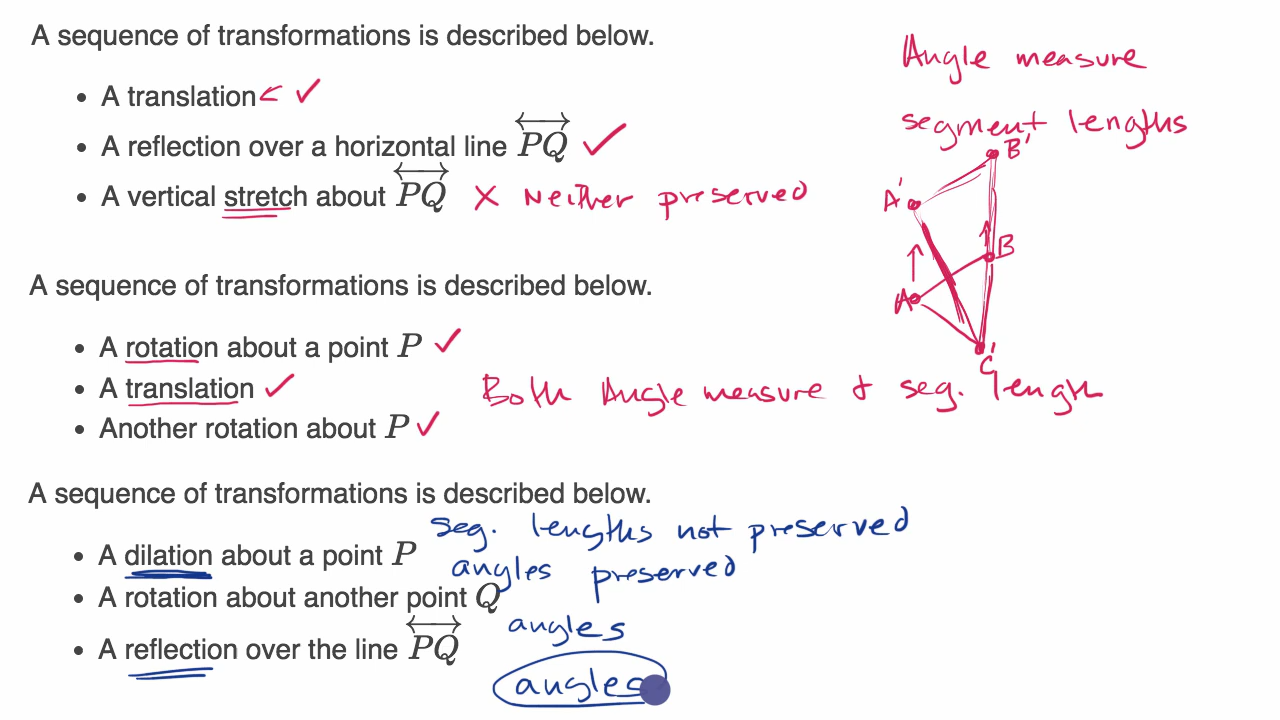 A sequence of transformations is described below.
Angle measure
• A translation
segment lengths
• A reflection over a horizontal line PQ
• A vertical stretch about PQ X Neither preserved
B'
A'
B
A
C'
A sequence of transformations is described below.
• A rotation about a point P
• A translation
Both Angle measure & seg. length
• Another rotation about P
A sequence of transformations is described below.
seg. lengths not preserved
• A dilation about a point P
angles preserved
• A rotation about another point Q
angles
• A reflection over the line PQ
angles